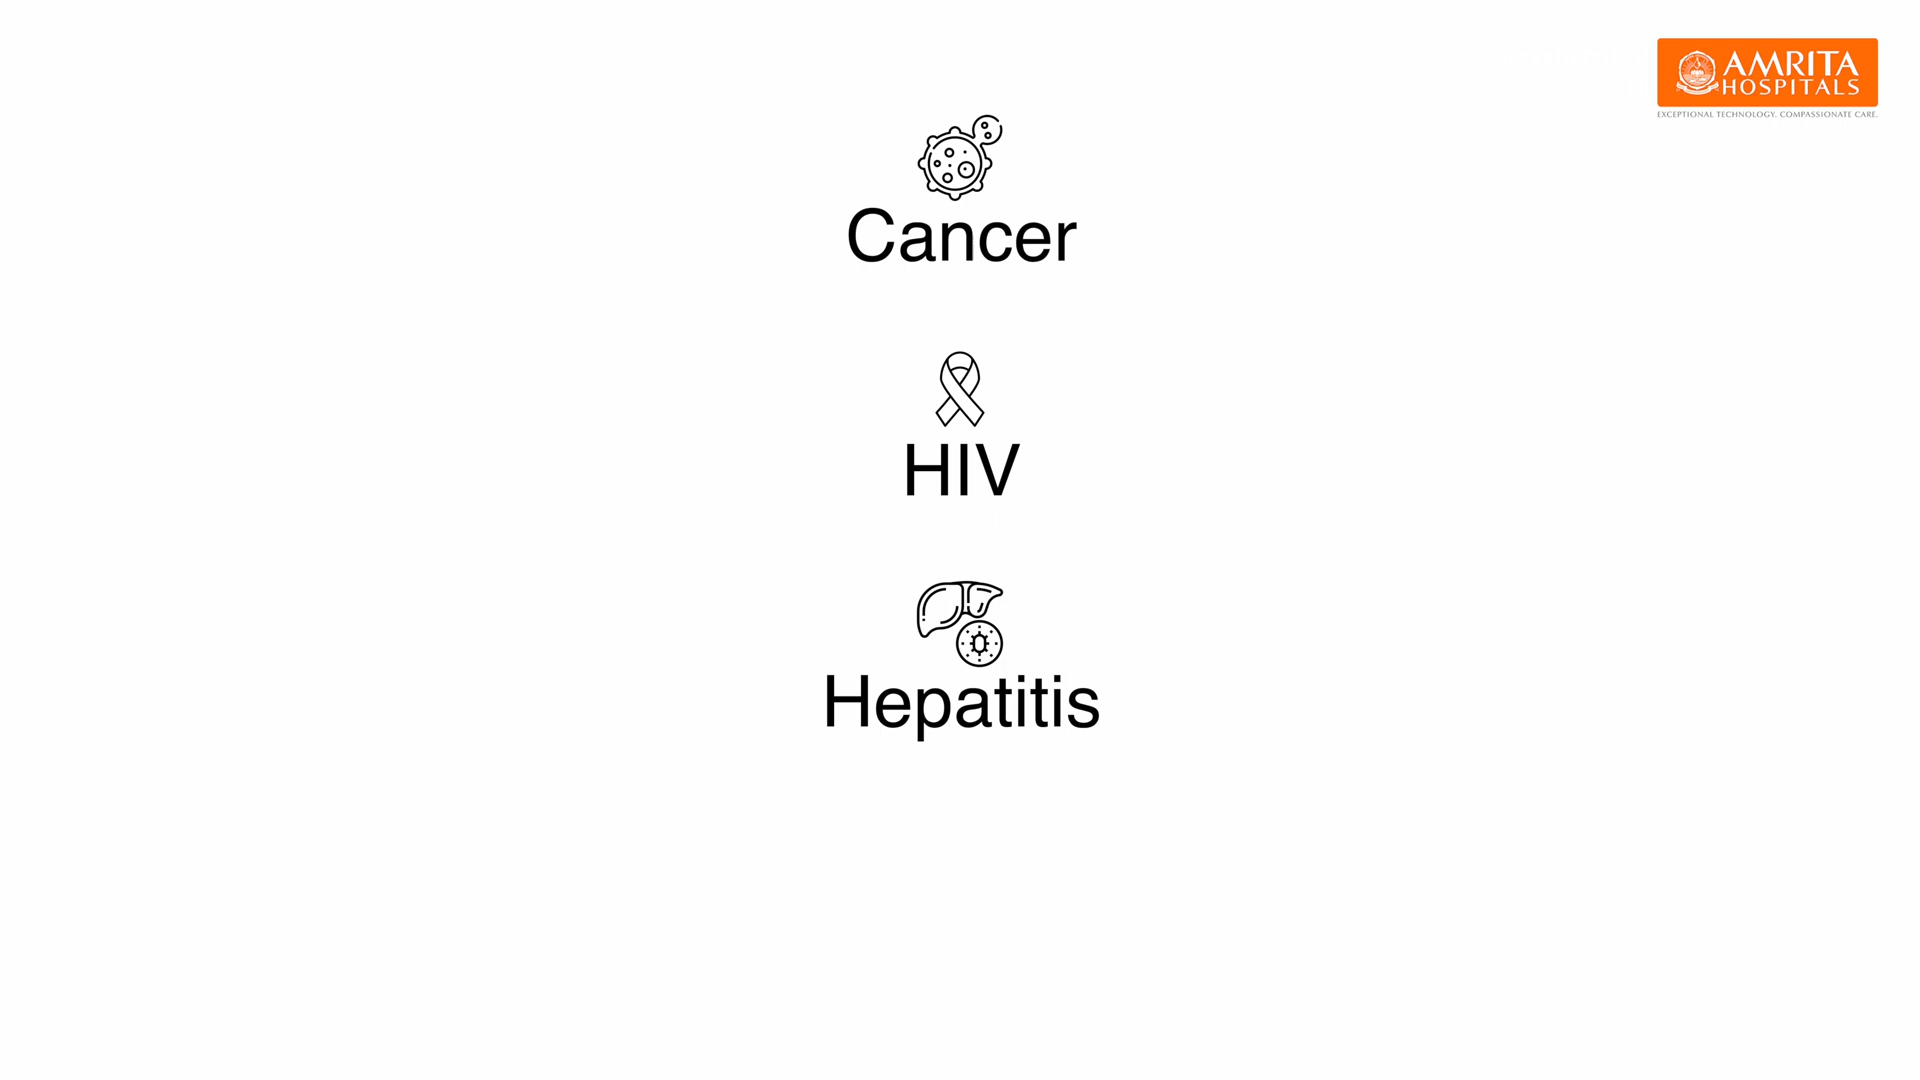 AMRITA
HOSPITALS
EXCEPTIONAL TECHNOLOGY. COMPASSIONATE CARE.
Cancer
HIV
Hepatitis